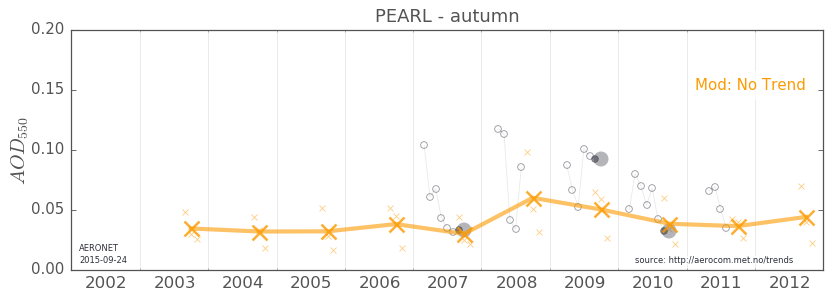 PEARL - autumn
0.20
0.15
Mod: No Trend
0.10
AOD550
0.05
AERONET
2015-09-24
source: http://aerocom.met.no/trends
0.00
2002 2003 2004 2005 2006 2007 2008 2009 2010 2011 2012